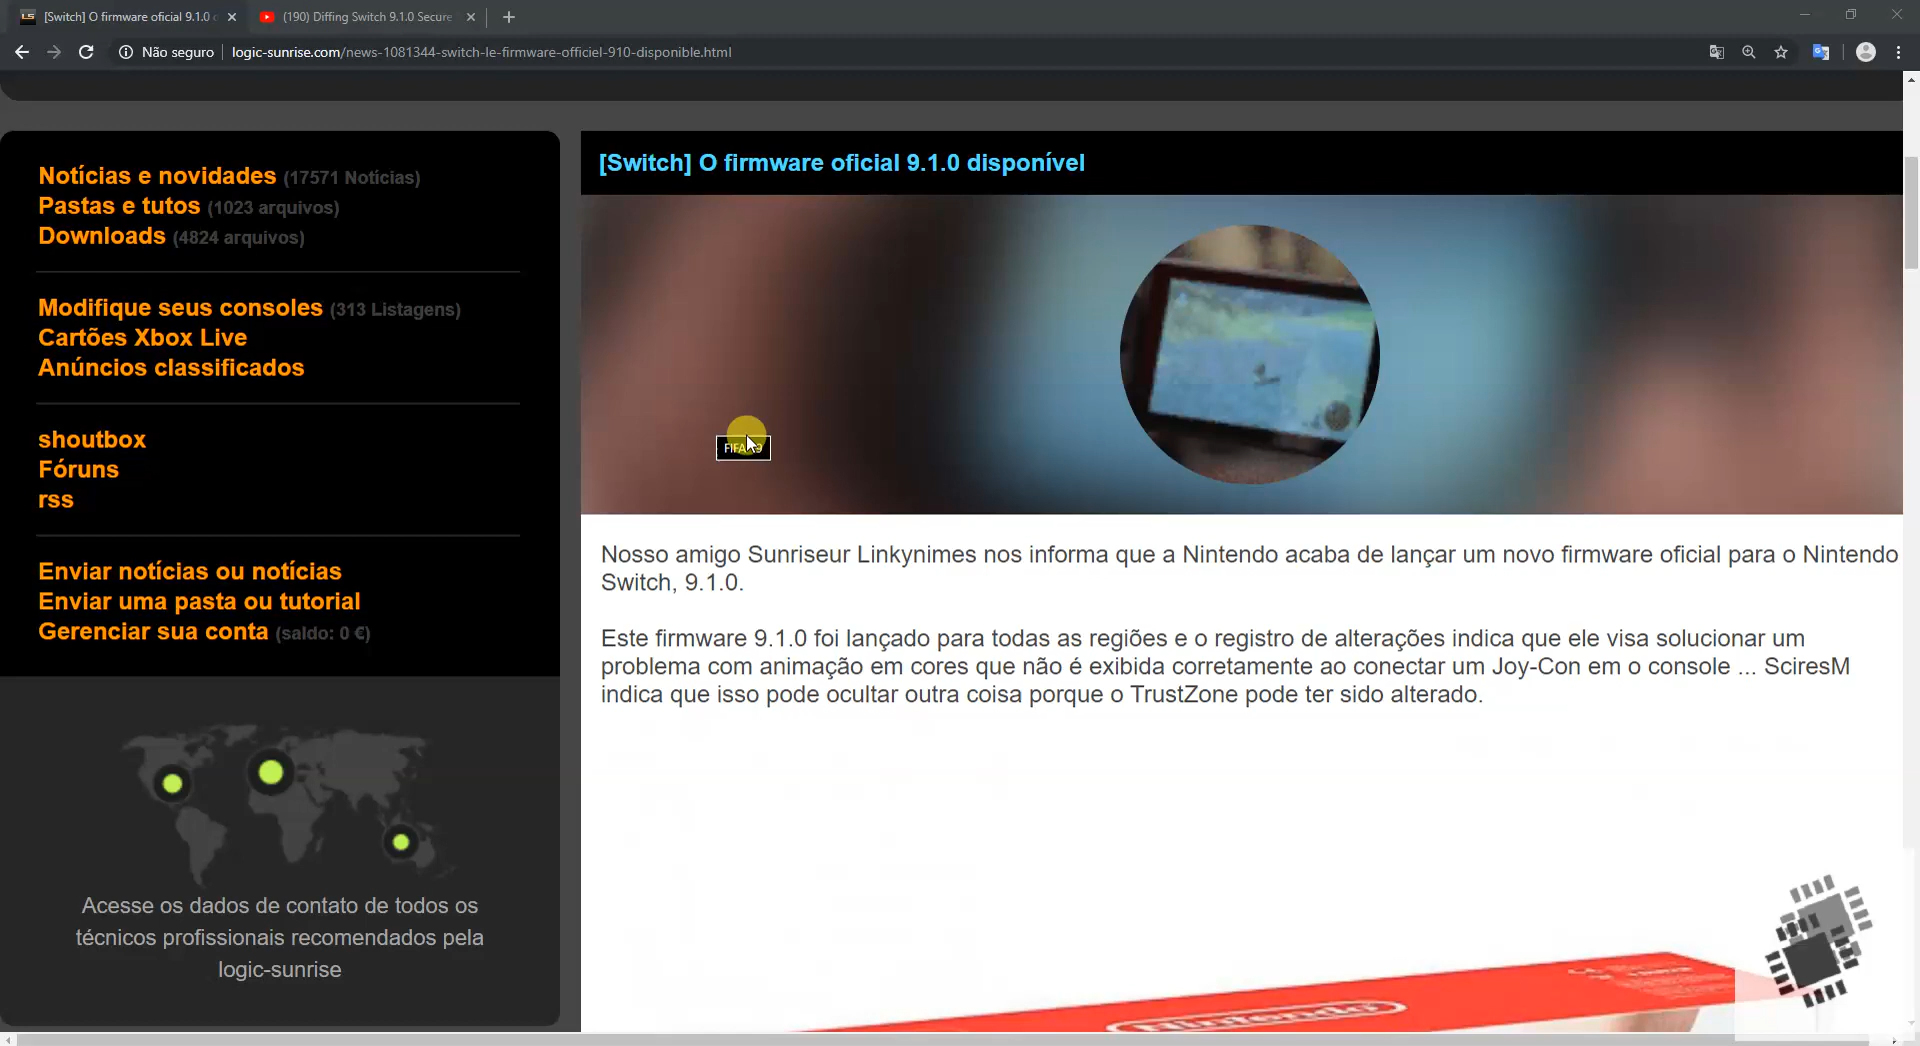 [Switch] O firmware oficial 9.1.0
(190) Diffing Switch 9.1.0 Secure
Não seguro
logic-sunrise.com/news-1081344-switch-le-firmware-officiel-910-disponible.html
Notícias e novidades (17571 Notícias)
Pastas e tutos (1023 arquivos)
Downloads (4824 arquivos)
Modifique seus consoles (313 Listagens)
Cartões Xbox Live
Anúncios classificados
shoutbox
Fóruns
rss
Enviar notícias ou notícias
Enviar uma pasta ou tutorial
Gerenciar sua conta (saldo: 0 €)
Acesse os dados de contato de todos os
técnicos profissionais recomendados pela
logic-sunrise
[Switch] O firmware oficial 9.1.0 disponível
Nosso amigo Sunriseur Linkynimes nos informa que a Nintendo acaba de lançar um novo firmware oficial para o Nintendo
Switch, 9.1.0.
Este firmware 9.1.0 foi lançado para todas as regiões e o registro de alterações indica que ele visa solucionar um
problema com animação em cores que não é exibida corretamente ao conectar um Joy-Con em o console ... SciresM
indica que isso pode ocultar outra coisa porque o TrustZone pode ter sido alterado.
Nintendo